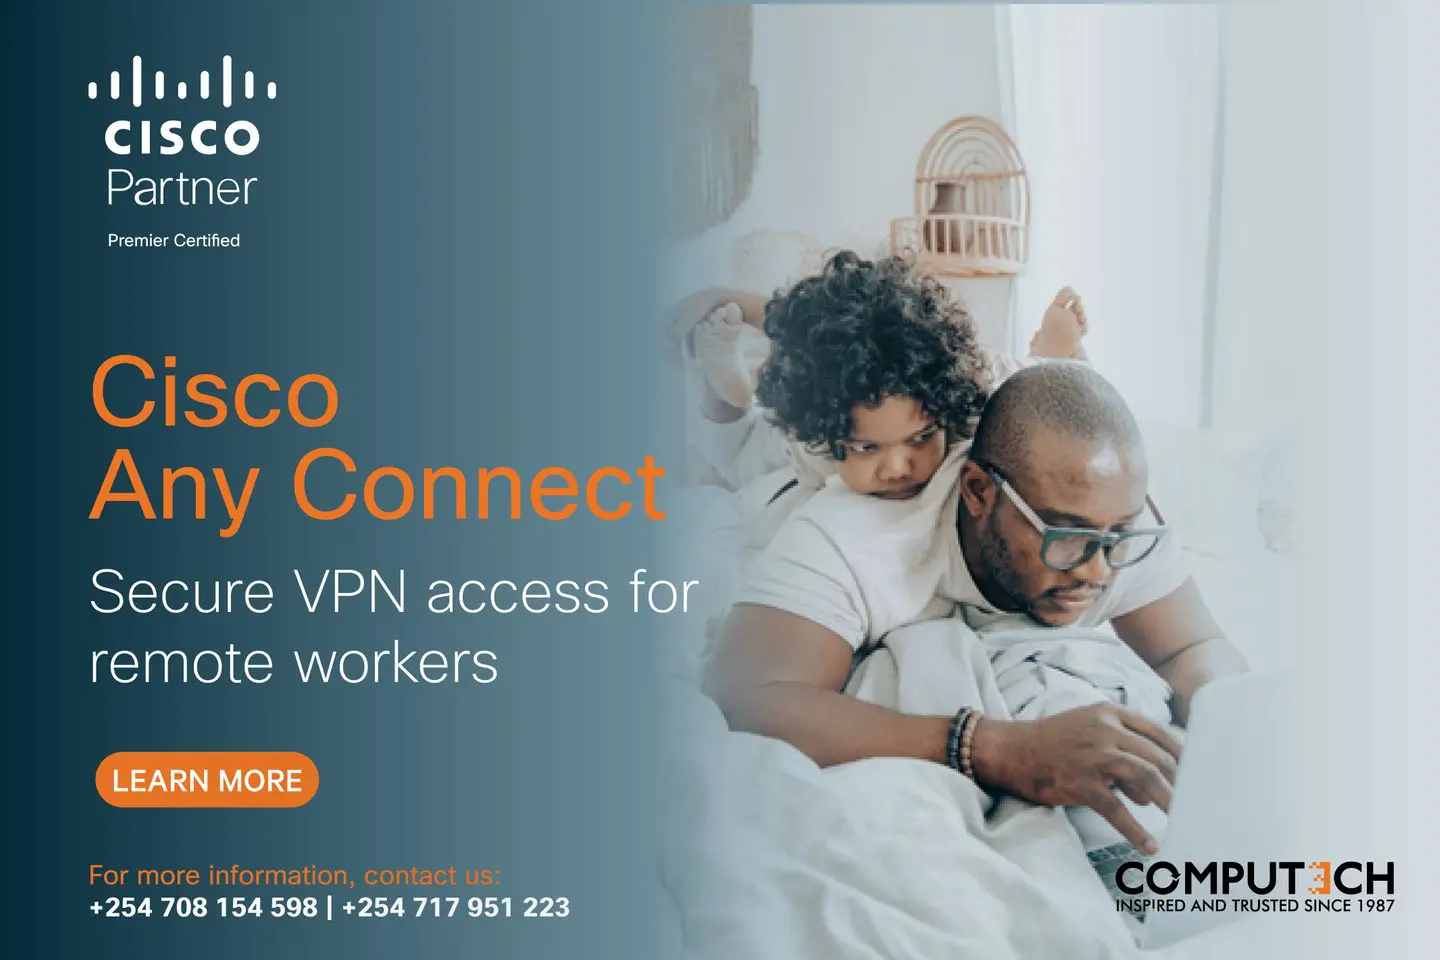 CISCO
Partner
Premier Certified
Cisco
Any Connect
Secure VPN access for
remote workers
LEARN MORE
For more information, contact us:
+254 708 154 598 | +254 717 951 223
COMPUTECH
INSPIRED AND TRUSTED SINCE 1987